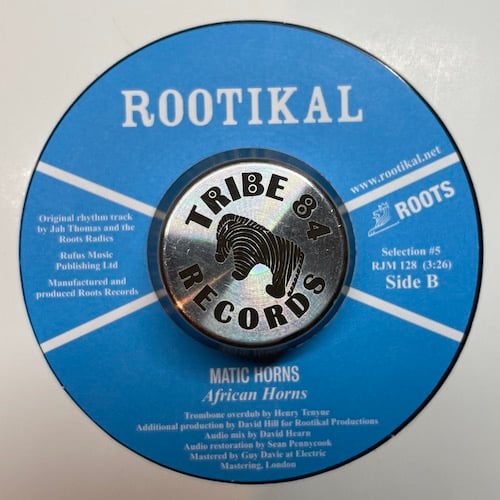 ROOTIKAL
www.rootikal.net
ROOTS
Original rhythm track
by Jah Thomas and the
Roots Radics
Rufus Music
Publishing Ltd
Manufactured and
produced Roots Records
TRIBE 84
RECORDS
Selection #5
RJM 128 (3:26)
Side B
MATIC HORNS
African Horns
Trombone overdub by Henry Tenyue
Additional production by David Hill for Rootikal Productions
Audio mix by David Hearn
Audio restoration by Sean Pennycook
Mastered by Guy Davie at Electric
Mastering, London